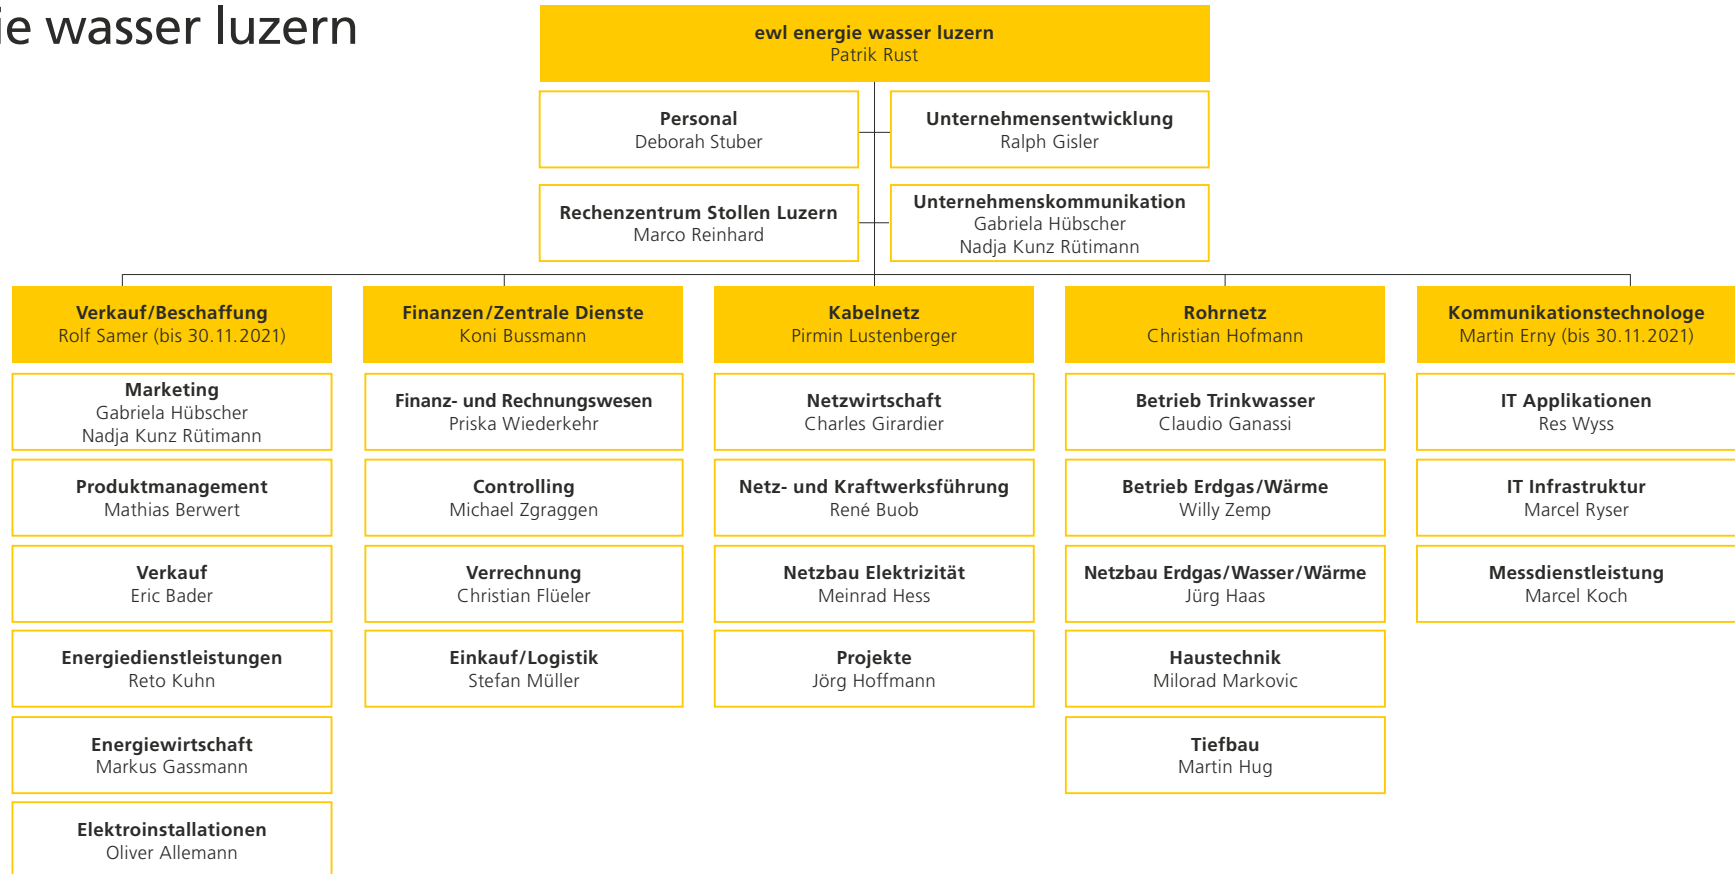 ie wasser luzern
ewl energie wasser luzern
Patrik Rust
Personal
Deborah Stuber
Unternehmensentwicklung
Ralph Gisler
Rechenzentrum Stollen Luzern
Marco Reinhard
Unternehmenskommunikation
Gabriela Hübscher
Nadja Kunz Rütimann
Verkauf/Beschaffung
Rolf Samer (bis 30.11.2021)
Marketing
Gabriela Hübscher
Nadja Kunz Rütimann
Produktmanagement
Mathias Berwert
Verkauf
Eric Bader
Energiedienstleistungen
Reto Kuhn
Energiewirtschaft
Markus Gassmann
Elektroinstallationen
Oliver Allemann
Finanzen/Zentrale Dienste
Koni Bussmann
Finanz- und Rechnungswesen
Priska Wiederkehr
Controlling
Michael Zgraggen
Verrechnung
Christian Flüeler
Einkauf/Logistik
Stefan Müller
Kabelnetz
Pirmin Lustenberger
Netzwirtschaft
Charles Girardier
Netz- und Kraftwerksführung
René Buob
Netzbau Elektrizität
Meinrad Hess
Projekte
Jörg Hoffmann
Rohrnetz
Christian Hofmann
Betrieb Trinkwasser
Claudio Ganassi
Betrieb Erdgas/Wärme
Willy Zemp
Netzbau Erdgas/Wasser/Wärme
Jürg Haas
Haustechnik
Milorad Markovic
Tiefbau
Martin Hug
Kommunikationstechnologe
Martin Erny (bis 30.11.2021)
IT Applikationen
Res Wyss
IT Infrastruktur
Marcel Ryser
Messdienstleistung
Marcel Koch